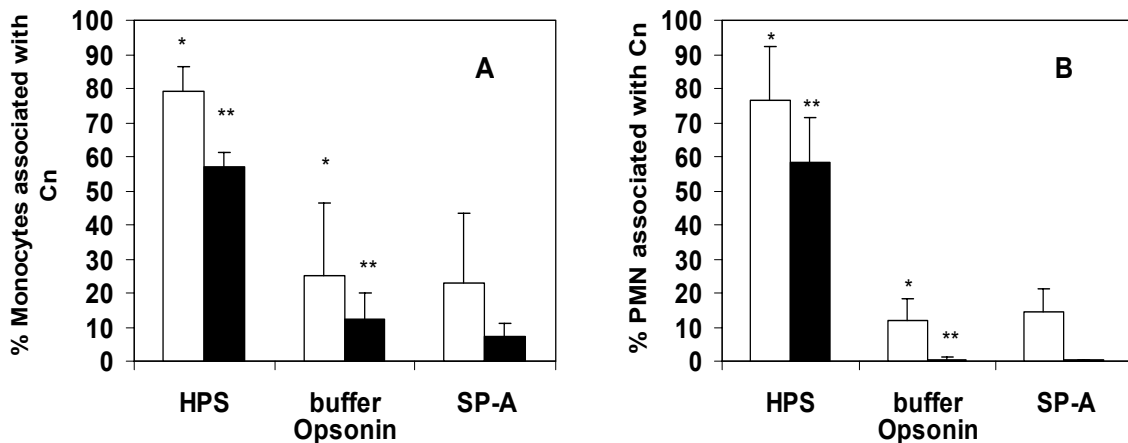 % Monocytes associated with
Cn
100
90
80
70
60
50
40
30
20
10
0
*
**
*
**
A
HPS
buffer
SP-A
Opsonin
% PMN associated with Cn
100
90
80
70
60
50
40
30
20
10
0
*
**
*
**
B
HPS
buffer
SP-A
Opsonin